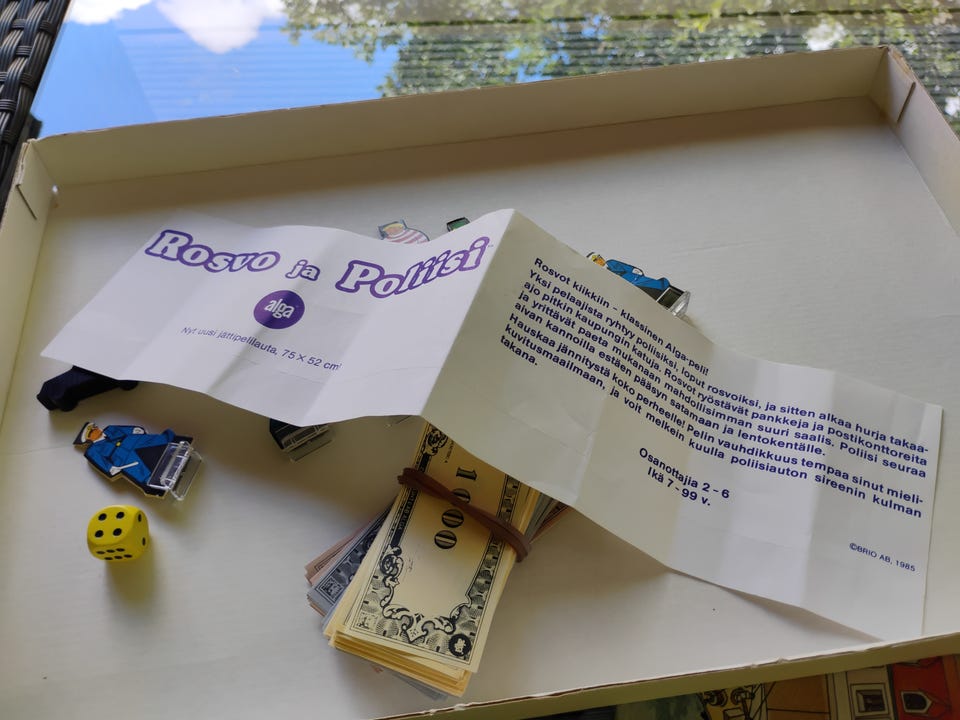 Rosvo ja Poliisi
alga
Nyt uusi jättipelilauta, 75 × 52 cm!
Rosvot kiikkiin – klassinen Alga-peli!
Yksi pelaajista ryhtyy poliisiksi, loput rosvoiksi, ja sitten alkaa hurja takaa-
ajo pitkin kaupungin katuja. Rosvot ryöstävät pankkeja ja postikonttoreita
ja yrittävät paeta mukanaan mahdollisimman suuri saalis. Poliisi seuraa
aivan kannoilla estäen pääsyn satamaan ja lentokentälle.
Hauskaa jännitystä koko perheelle! Pelin vauhdikkuus tempaa sinut mieli-
kuvitusmaailmaan, ja voit melkein kuulla poliisiauton sireenin kulman
takana.
Osanottajia 2 – 6
Ikä 7 - 99 v.
©BRIO AB, 1985
1000